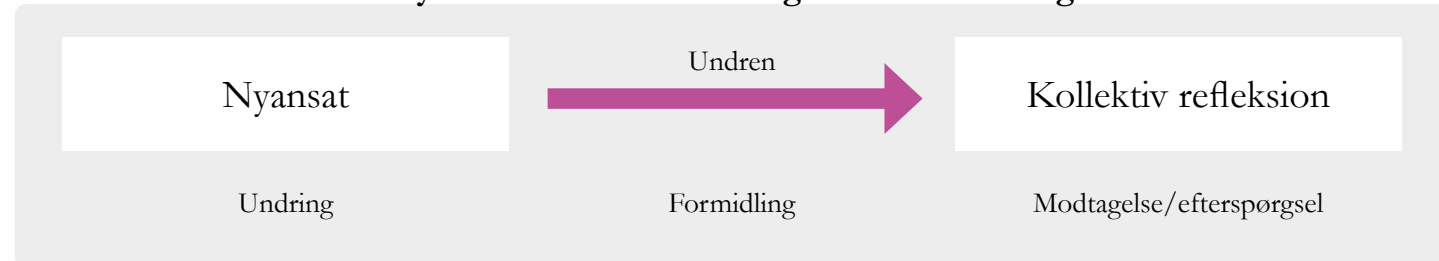 Undren
Nyansat
Kollektiv refleksion
Undring
Formidling
Modtagelse/efterspørgsel